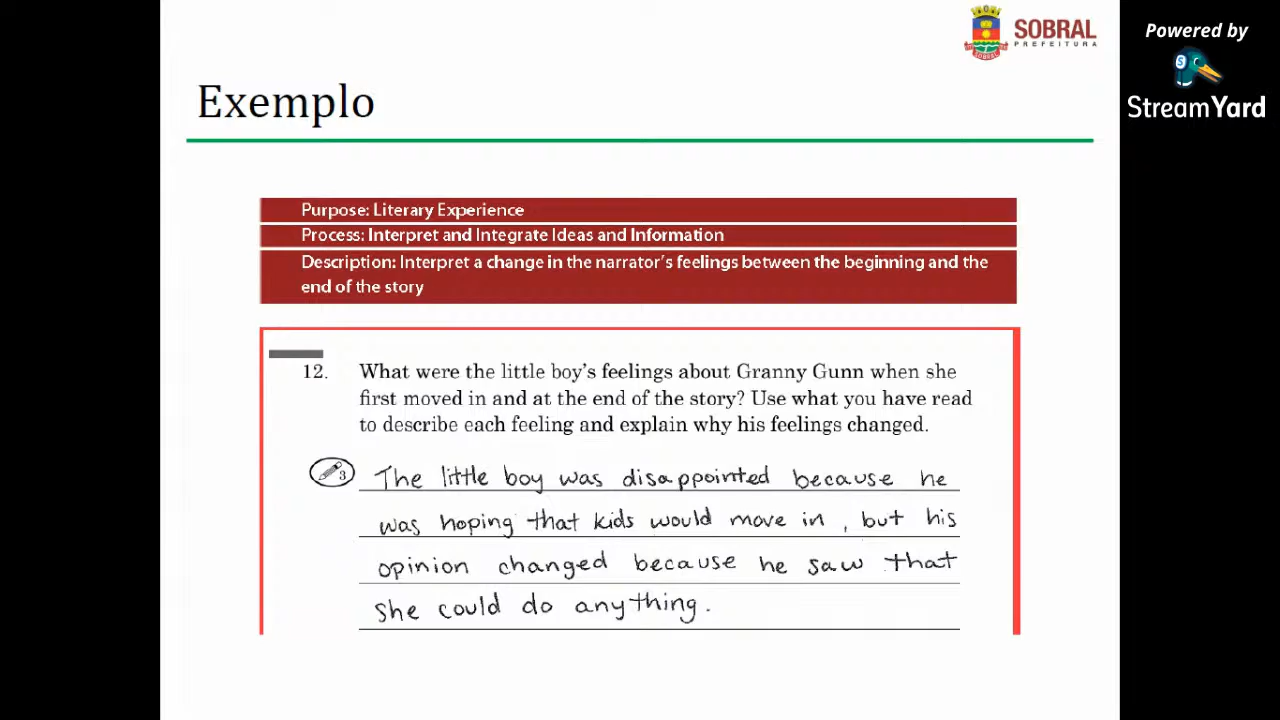 SOBRAL
PREFEITURA
SOBRAL
Powered by
S
StreamYard
Exemplo
Purpose: Literary Experience
Process: Interpret and Integrate Ideas and Information
Description: Interpret a change in the narrator's feelings between the beginning and the
end of the story
12. What were the little boy's feelings about Granny Gunn when she
first moved in and at the end of the story? Use what you have read
to describe each feeling and explain why his feelings changed.
3 The little boy was disappointed because he
was hoping that kids would move in, but his
opinion changed because he saw that
she could do anything.